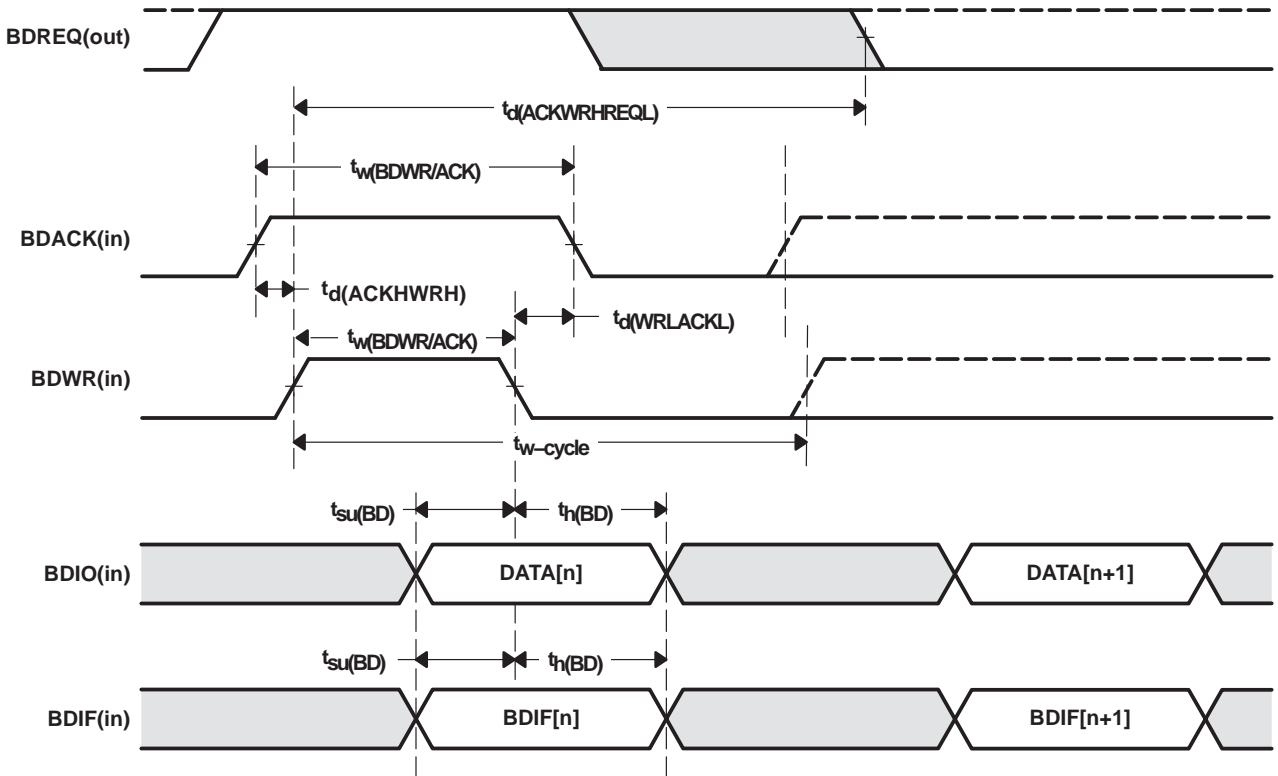 BDREQ(out)
td(ACKWRHREQL)
tw(BDWR/ACK)
BDACK(in)
td(ACKHWRH)
td(WRLACKL)
tw(BDWR/ACK)
BDWR(in)
tw–cycle
tsu(BD) th(BD)
BDIO(in) DATA[n] DATA[n+1]
tsu(BD) th(BD)
BDIF(in) BDIF[n] BDIF[n+1]